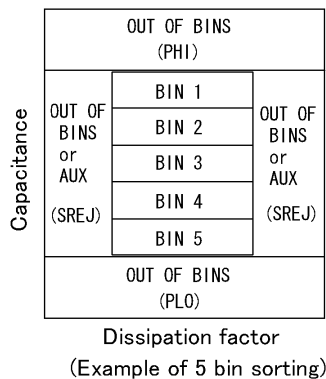 OUT OF BINS
(PHI)
Capacitance
OUT OF
BINS
or
AUX
(SREJ)
BIN 1
BIN 2
BIN 3
BIN 4
BIN 5
OUT OF
BINS
or
AUX
(SREJ)
OUT OF BINS
(PLO)
Dissipation factor
(Example of 5 bin sorting)